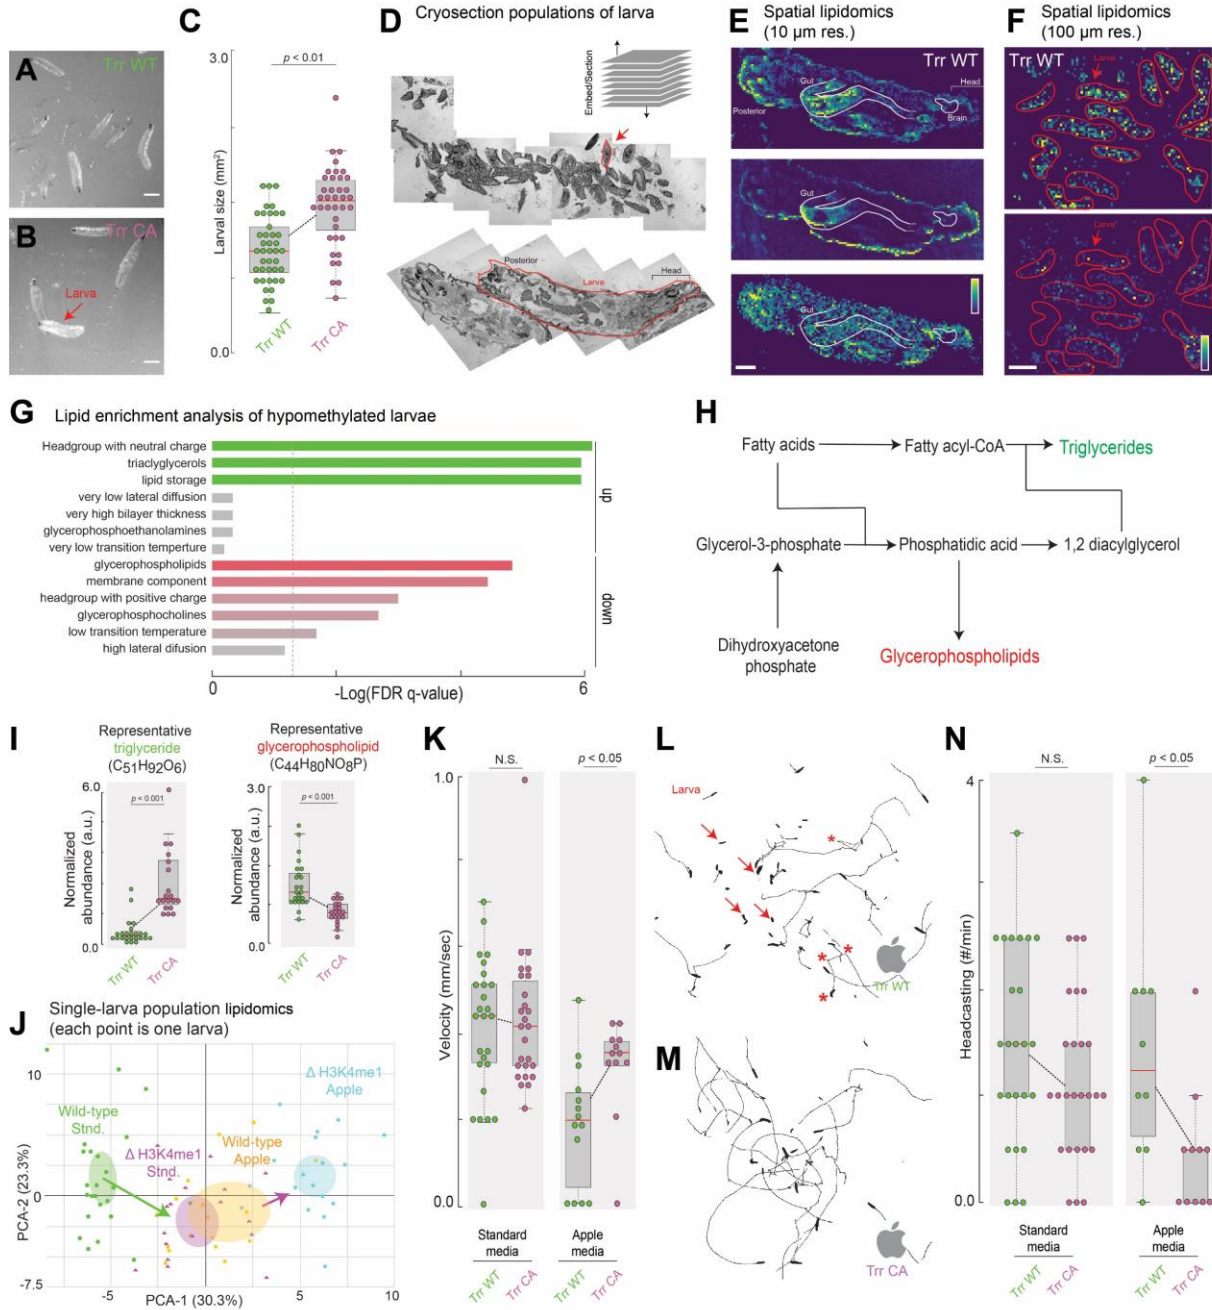 A
Trr WT
B
Trr CA
Larva
C
3.0
p < 0.01
Larval size (mm²)
0.0
Trr WT
Trr CA
D Cryosection populations of larva
Embed/Section
Posterior
Head
Larva
E Spatial lipidomics
(10 µm res.)
Trr WT
Gut
Head
Posterior
Brain
Gut
Gut
F Spatial lipidomics
(100 µm res.)
Trr WT
Larva
Larva
G Lipid enrichment analysis of hypomethylated larvae
Headgroup with neutral charge
triaclyglycerols
lipid storage
very low lateral diffusion
very high bilayer thickness
glycerophosphoethanolamines
very low transition temperture
up
glycerophospholipids
membrane component
headgroup with positive charge
glycerophosphocholines
low transition temperature
high lateral difusion
down
0
-Log(FDR q-value)
6
H
Fatty acids
Fatty acyl-CoA
Triglycerides
Glycerol-3-phosphate
Phosphatidic acid
1,2 diacylglycerol
Dihydroxyacetone
phosphate
Glycerophospholipids
I
Representative
triglyceride
(C51H92O6)
6.0
p < 0.001
Normalized
abundance (a.u.)
0.0
Trr WT
Trr CA
Representative
glycerophospholipid
(C44H80NO8P)
3.0
p < 0.001
Normalized
abundance (a.u.)
0.0
Trr WT
Trr CA
J Single-larva population lipidomics
(each point is one larva)
10
0
-7.5
PCA-2 (23.3%)
Wild-type
Stnd.
Δ H3K4me1
Stnd.
Wild-type
Apple
Δ H3K4me1
Apple
-5
PCA-1 (30.3%)
5
10
K
N.S.
p < 0.05
1.0
Velocity (mm/sec)
0.0
Standard
media
Apple
media
Trr WT
Trr CA
Trr WT
Trr CA
L
Larva
*
*
*
*
Trr WT
M
Trr CA
N
N.S.
p < 0.05
4
Headcasting (#/min)
0.0
Standard
media
Apple media
Trr WT
Trr CA
Trr WT
Trr CA